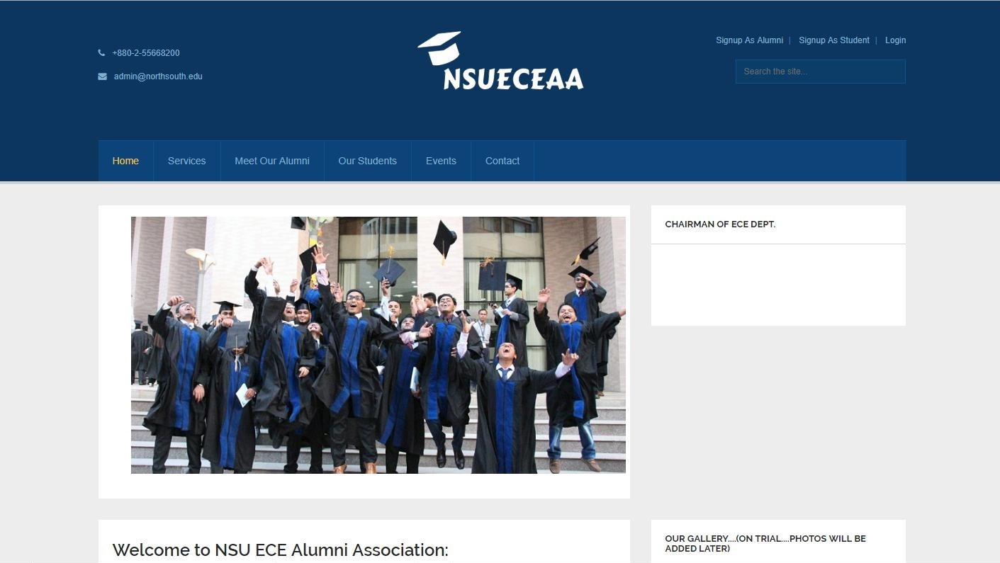 +880-2-55668200
admin@northsouth.edu
NSUECEAA
Signup As Alumni | Signup As Student | Login
Search the site...
Home Services Meet Our Alumni Our Students Events Contact
CHAIRMAN OF ECE DEPT.
Welcome to NSU ECE Alumni Association:
OUR GALLERY....(ON TRIAL....PHOTOS WILL BE
ADDED LATER)